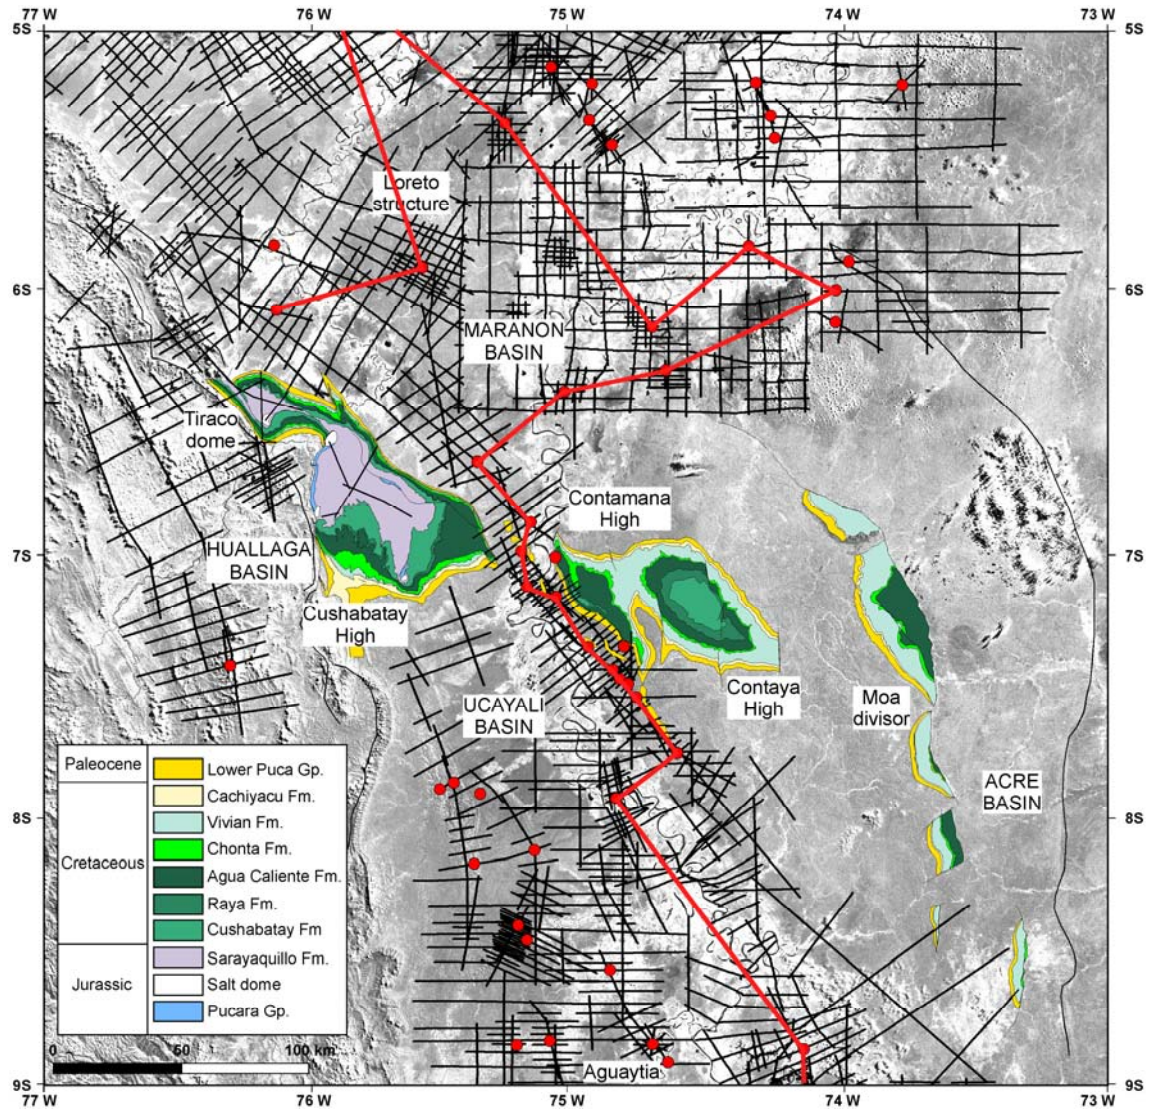 77 W
76 W
75W
74 W
73 W
5S
5S
Loreto
structure
6S
6S
MARANON
BASIN
Tiraco
dome
Contamana
High
HUALLAGA
BASIN
7S
7S
Cushabatay
High
UCAYALI
BASIN
Contaya
High
Moa
divisor
ACRE
BASIN
Paleocene
Lower Puca Gp.
Cachiyacu Fm.
Vivian Fm.
Chonta Fm.
Cretaceous
Agua Caliente Fm.
Raya Fm.
Cushabatay Fm
Sarayaquillo Fm.
Jurassic
Salt dome
Pucara Gp.
8S
8S
0
50
100 km
Aguaytia
9S
9S
77 W
76 W
75W
74 W
73 W